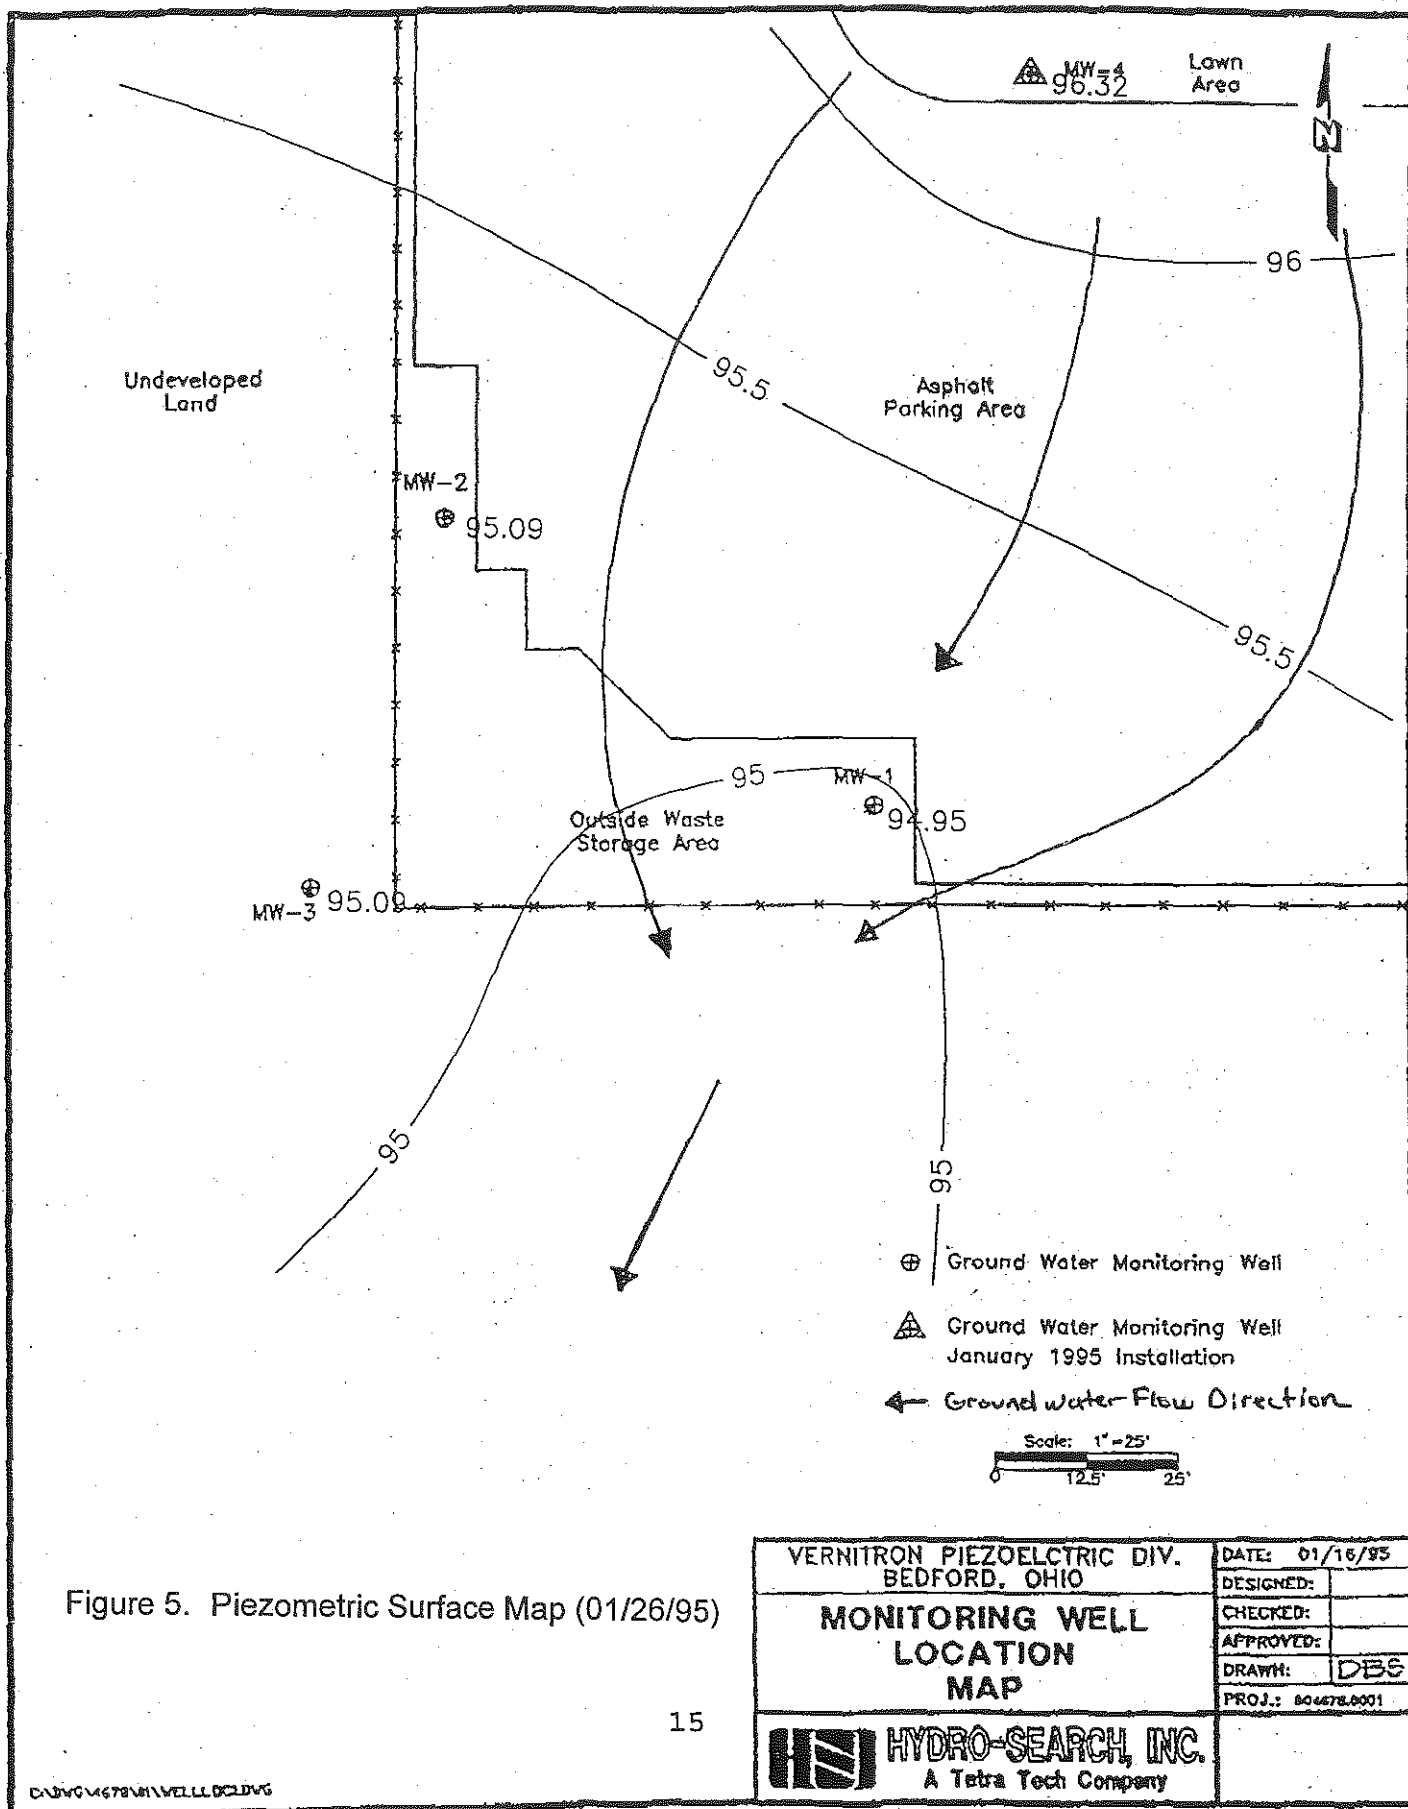 MW-4
96.32
Lawn
Area
N
96
95.5
Undeveloped
Land
Asphalt
Parking Area
MW-2
95.09
95.5
95
MW-1
94.95
Outside Waste
Storage Area
MW-3 95.09
95
95
Ground Water Monitoring Well
Ground Water Monitoring Well
January 1995 Installation
Ground water Flow Direction
Scale: 1"=25'
0 12.5' 25'
Figure 5. Piezometric Surface Map (01/26/95)
15
VERNITRON PIEZOELCTRIC DIV.
BEDFORD, OHIO
MONITORING WELL
LOCATION
MAP
HYDRO-SEARCH, INC.
A Tetra Tech Company
DATE: 01/16/95
DESIGNED:
CHECKED:
APPROVED:
DRAWN: DBS
PROJ.: